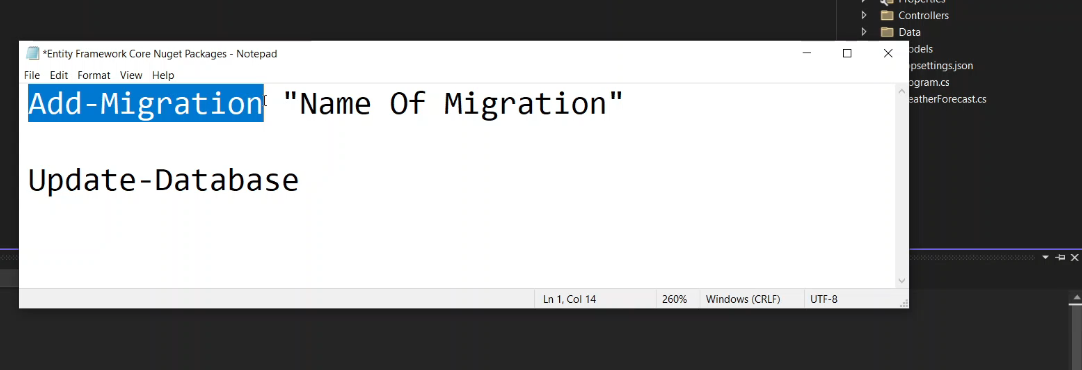 Properties
Controllers
Data
*Entity Framework Core Nuget Packages - Notepad
odels
File Edit Format View Help
ppsettings.json
Add-Migration "Name Of Migration"
ogram.cs
eatherForecast.cs
Update-Database
Ln 1, Col 14 260% Windows (CRLF) UTF-8